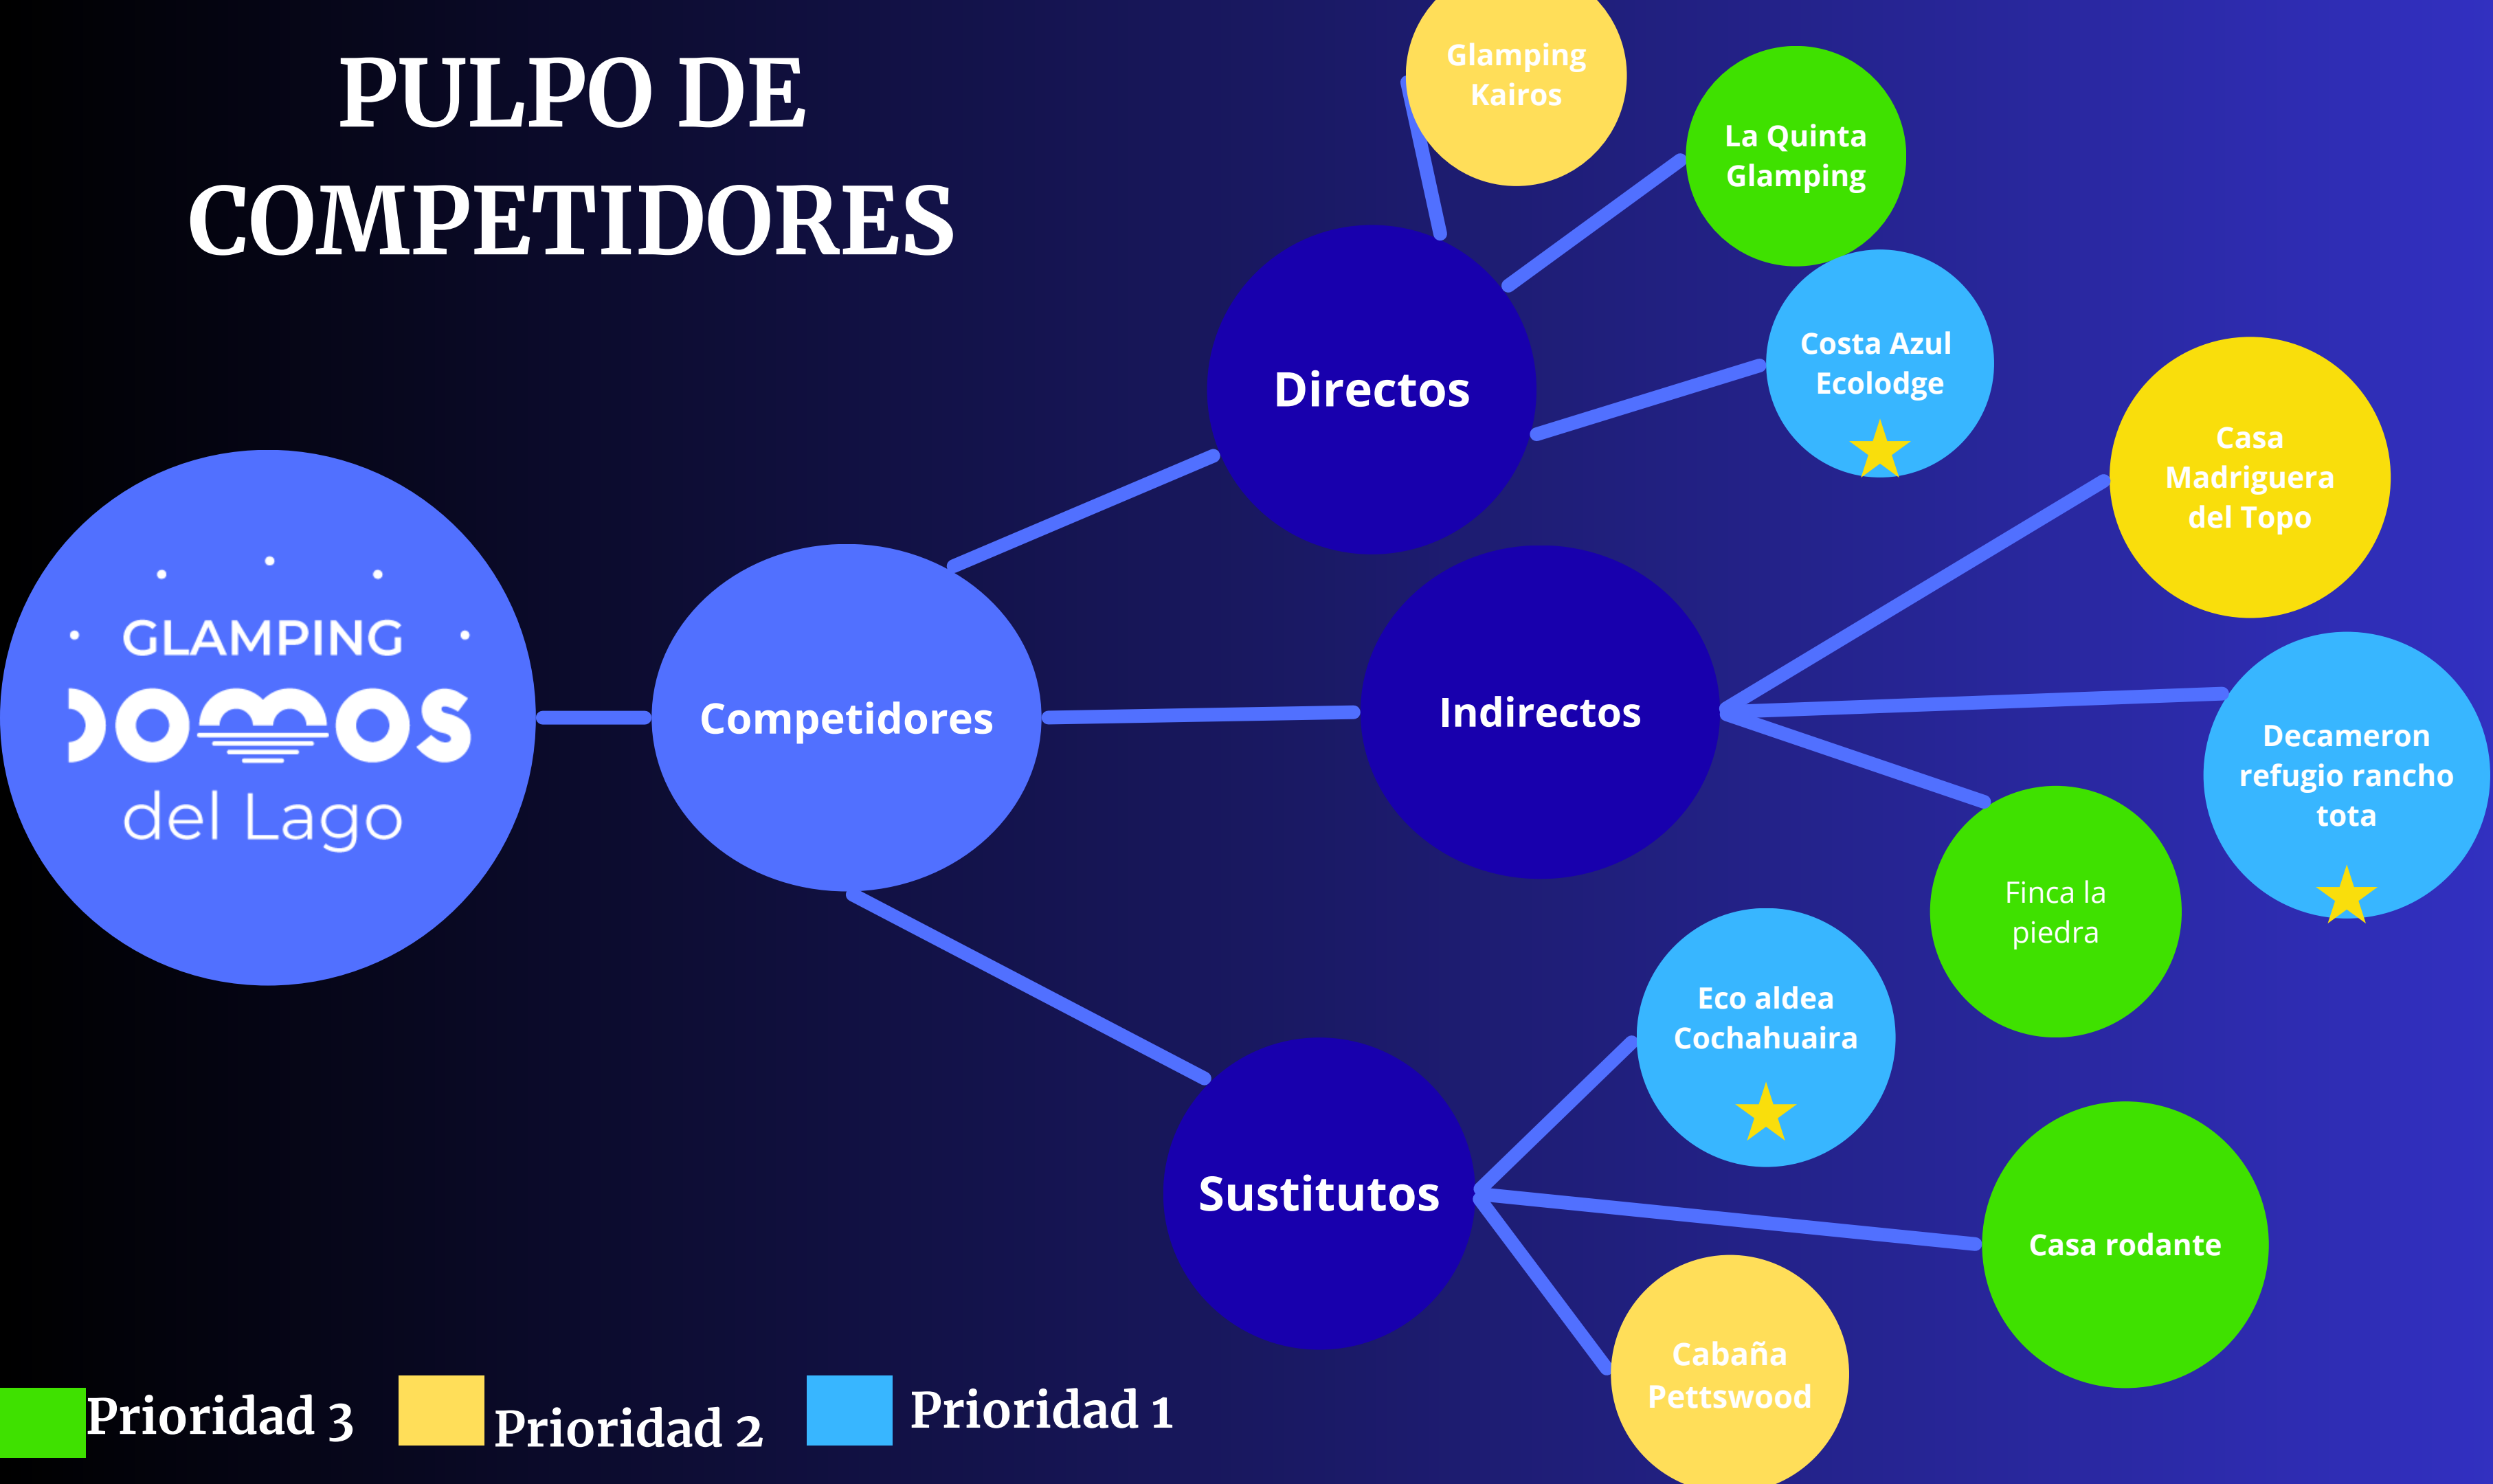 PULPO DE
COMPETIDORES
Glamping
Kairos
La Quinta
Glamping
Costa Azul
Ecolodge
Directos
Casa
Madriguera
del Topo
GLAMPING
DOMOS
del Lago
Competidores
Indirectos
Decameron
refugio rancho
tota
Finca la
piedra
Eco aldea
Cochahuaira
Sustitutos
Casa rodante
Cabaña
Pettswood
Prioridad 3
Prioridad 2
Prioridad 1